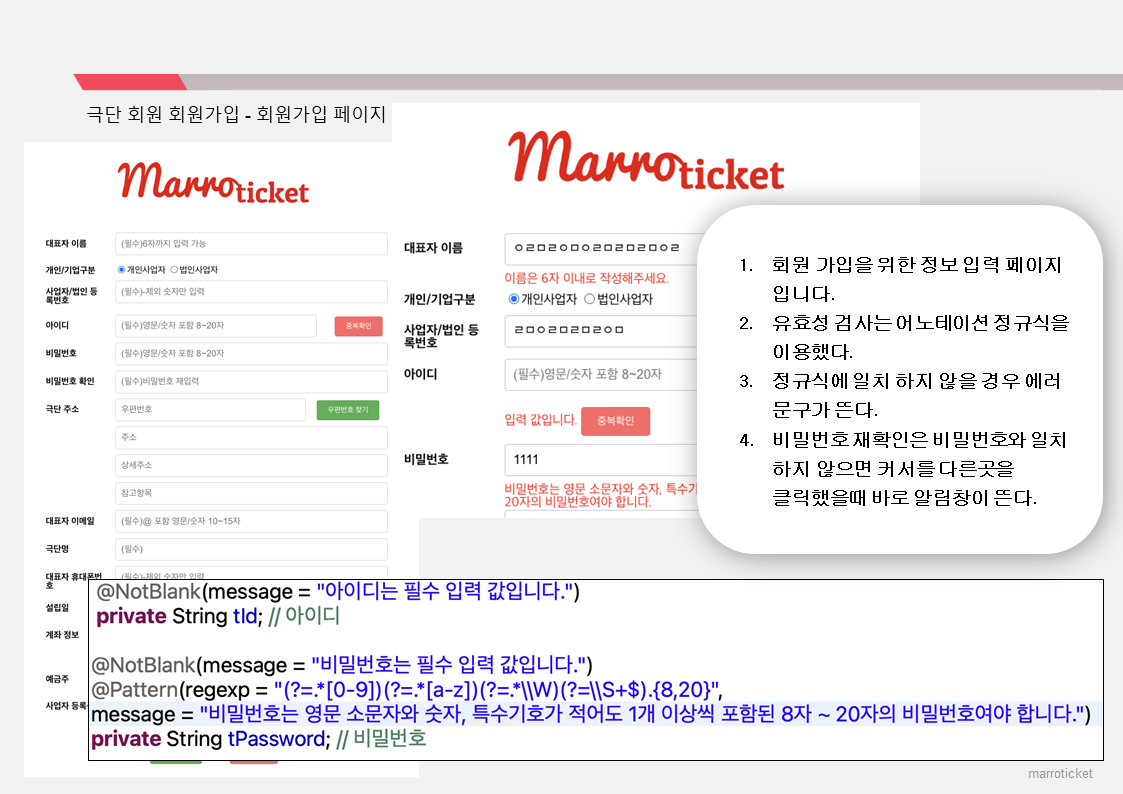 극단 회원 회원가입 - 회원가입 페이지
Marroticket
대표자 이름
(필수)6자까지 입력 가능
개인/기업구분
개인사업자 법인사업자
사업자/법인 등
록번호
(필수)-제외 숫자만 입력
아이디
(필수)영문/숫자 포함 8~20자
중복확인
비밀번호
(필수)영문/숫자 포함 8~20자
비밀번호 확인
(필수)비밀번호 재입력
극단 주소
우편번호
우편번호 찾기
주소
상세주소
참고항목
대표자 이메일
(필수)@ 포함 영문/숫자 10~15자
극단명
(필수)
대표자 휴대폰번
호
(필수)-제외 숫자만 입력
설립일
계좌 정보
예금주
사업자 등록
Marroticket
대표자 이름
ㅇㄹㅁㄹㅇㅁㅇㄹㅁㄹㅁㄹㅁㅇㄹ
이름은 6자 이내로 작성해주세요.
개인/기업구분
개인사업자 법인사업자
사업자/법인 등
록번호
ㄹㅁㅇㄹㅁㄹㅁㄹㅇㅁ
아이디
(필수)영문/숫자 포함 8~20자
입력 값입니다.
중복확인
비밀번호
1111
비밀번호는 영문 소문자와 숫자, 특수기
20자의 비밀번호여야 합니다.
1. 회원 가입을 위한 정보 입력 페이지
입니다.
2. 유효성 검사는 어노테이션 정규식을
이용했다.
3. 정규식에 일치 하지 않을 경우 에러
문구가 뜬다.
4. 비밀번호 재확인은 비밀번호와 일치
하지 않으면 커서를 다른곳을
클릭했을때 바로 알림창이 뜬다.
@NotBlank(message = "아이디는 필수 입력 값입니다.")
private String tId; // 아이디
@NotBlank(message = "비밀번호는 필수 입력 값입니다.")
@Pattern(regexp = "(?=.*[0-9])(?=.*[a-z])(?=.*\\W)(?=\\S+$).{8,20}",
message = "비밀번호는 영문 소문자와 숫자, 특수기호가 적어도 1개 이상씩 포함된 8자 ~ 20자의 비밀번호여야 합니다.")
private String tPassword; // 비밀번호
marroticket